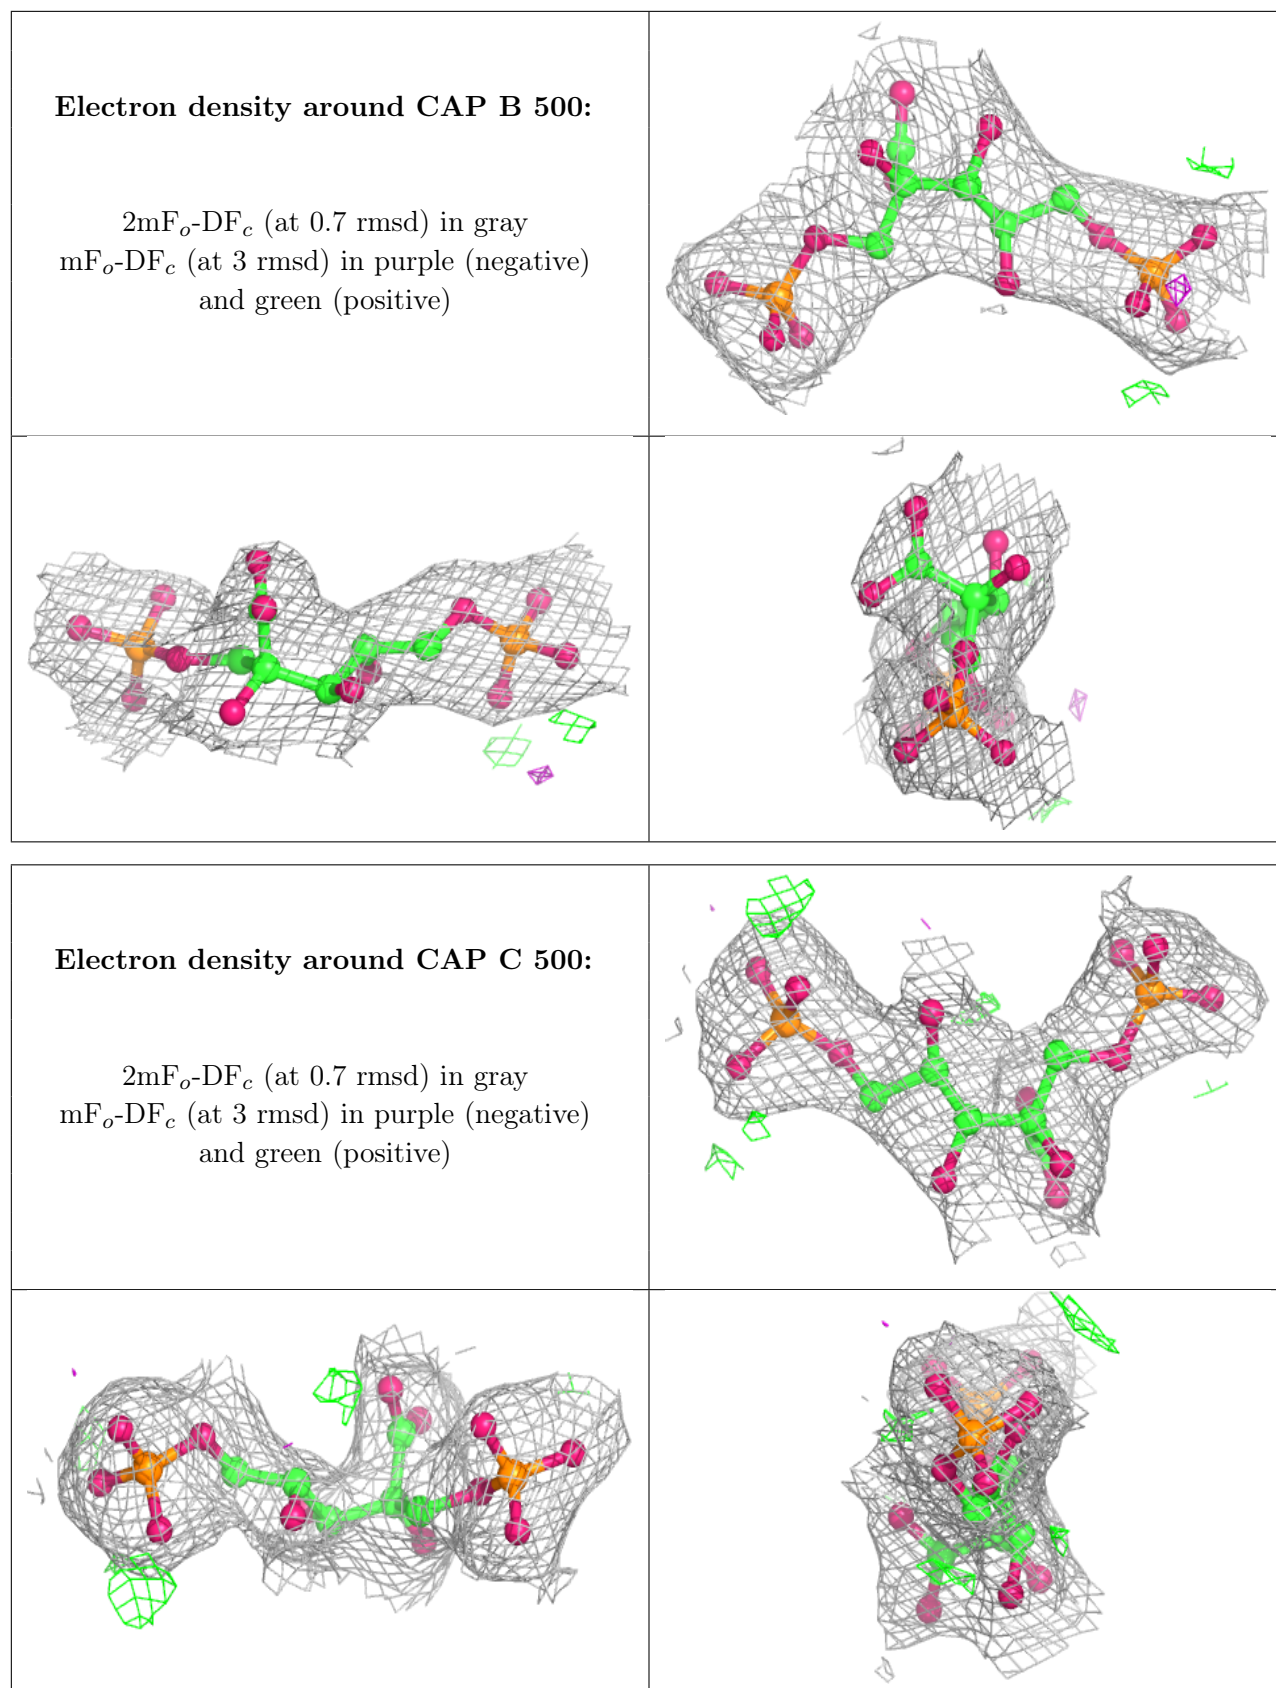 Electron density around CAP B 500:
2mFo-DFc (at 0.7 rmsd) in gray
mFo-DFc (at 3 rmsd) in purple (negative)
and green (positive)
Electron density around CAP C 500:
2mFo-DFc (at 0.7 rmsd) in gray
mFo-DFc (at 3 rmsd) in purple (negative)
and green (positive)